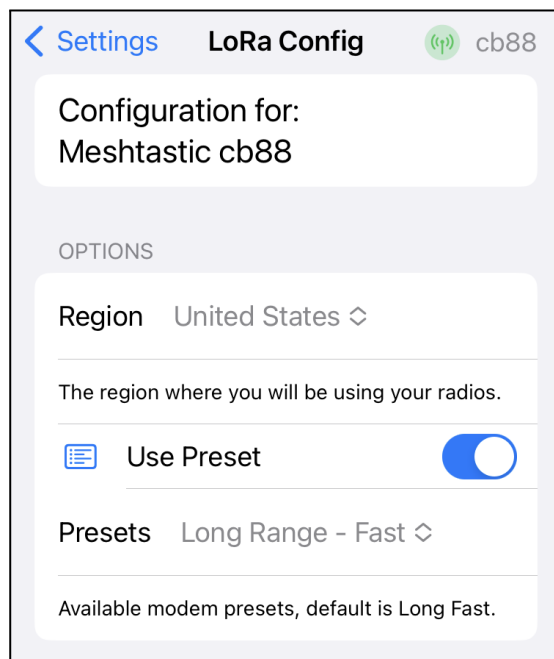 Settings LoRa Config cb88
Configuration for:
Meshtastic cb88
OPTIONS
Region United States
The region where you will be using your radios.
Use Preset
Presets Long Range - Fast
Available modem presets, default is Long Fast.